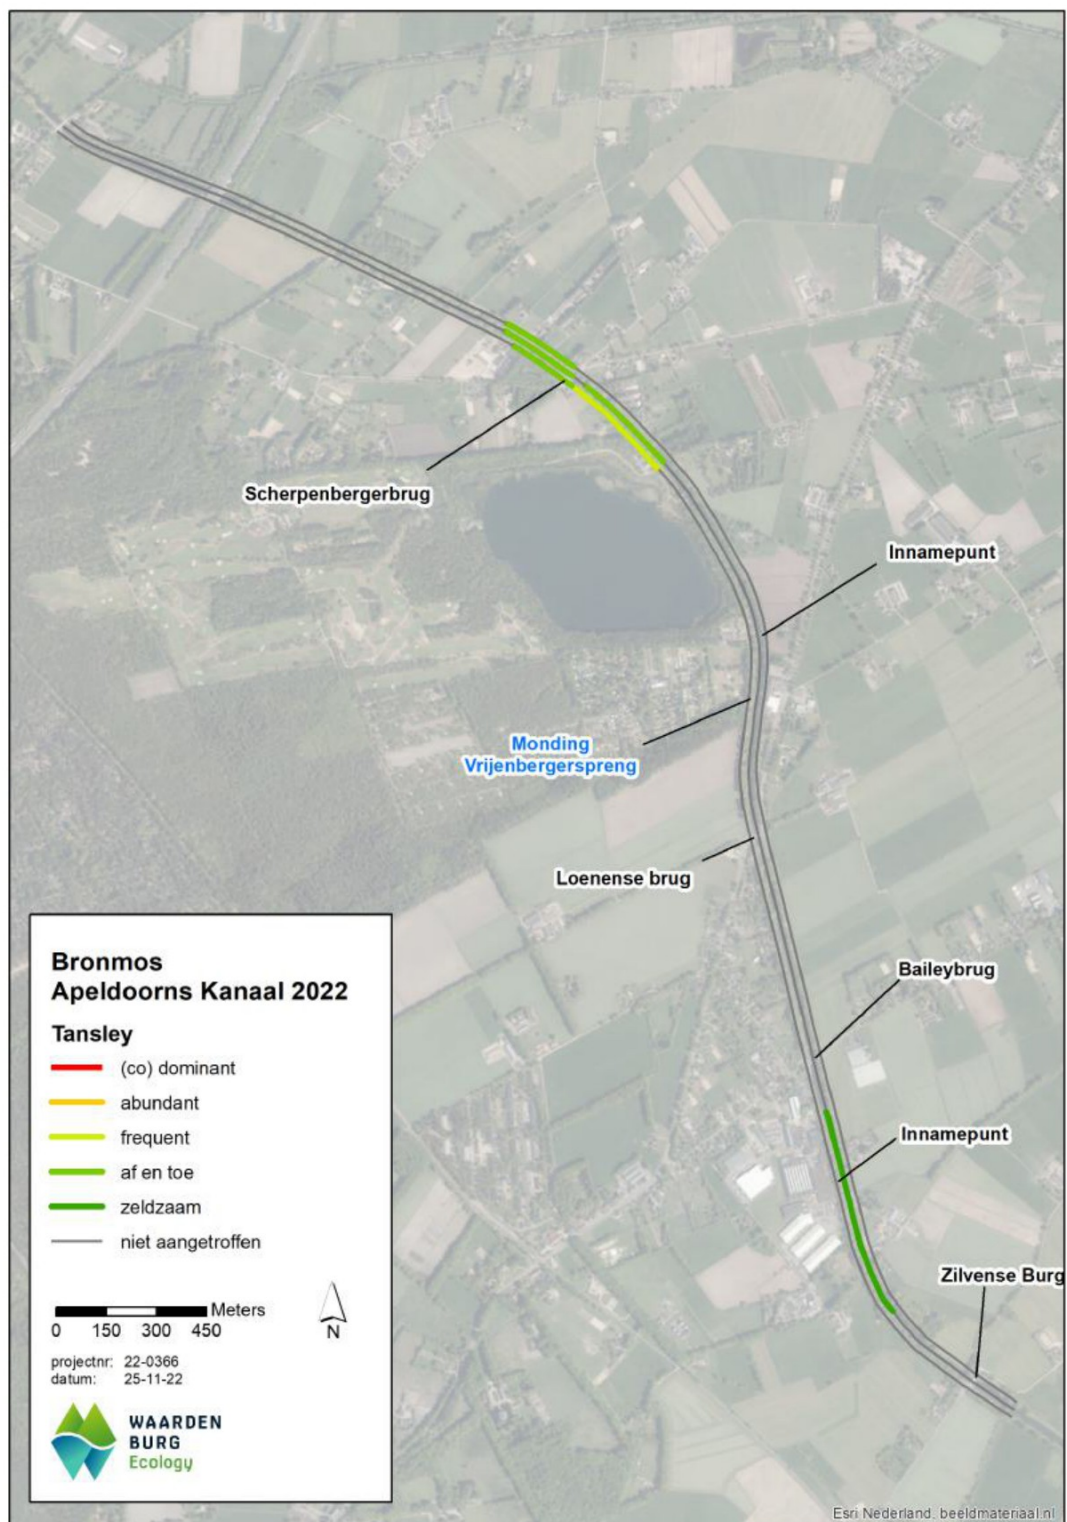 Scherpenbergerbrug
Innamepunt
Monding
Vrijenbergerspreng
Loenense brug
Baileybrug
Innamepunt
Zilvense Burg
Bronmos
Apeldoorns Kanaal 2022
Tansley
(co) dominant
abundant
frequent
af en toe
zeldzaam
niet aangetroffen
Meters
0 150 300 450
N
projectnr: 22-0366
datum: 25-11-22
WAARDEN
BURG
Ecology
Esri Nederland, beeldmateriaal.nl